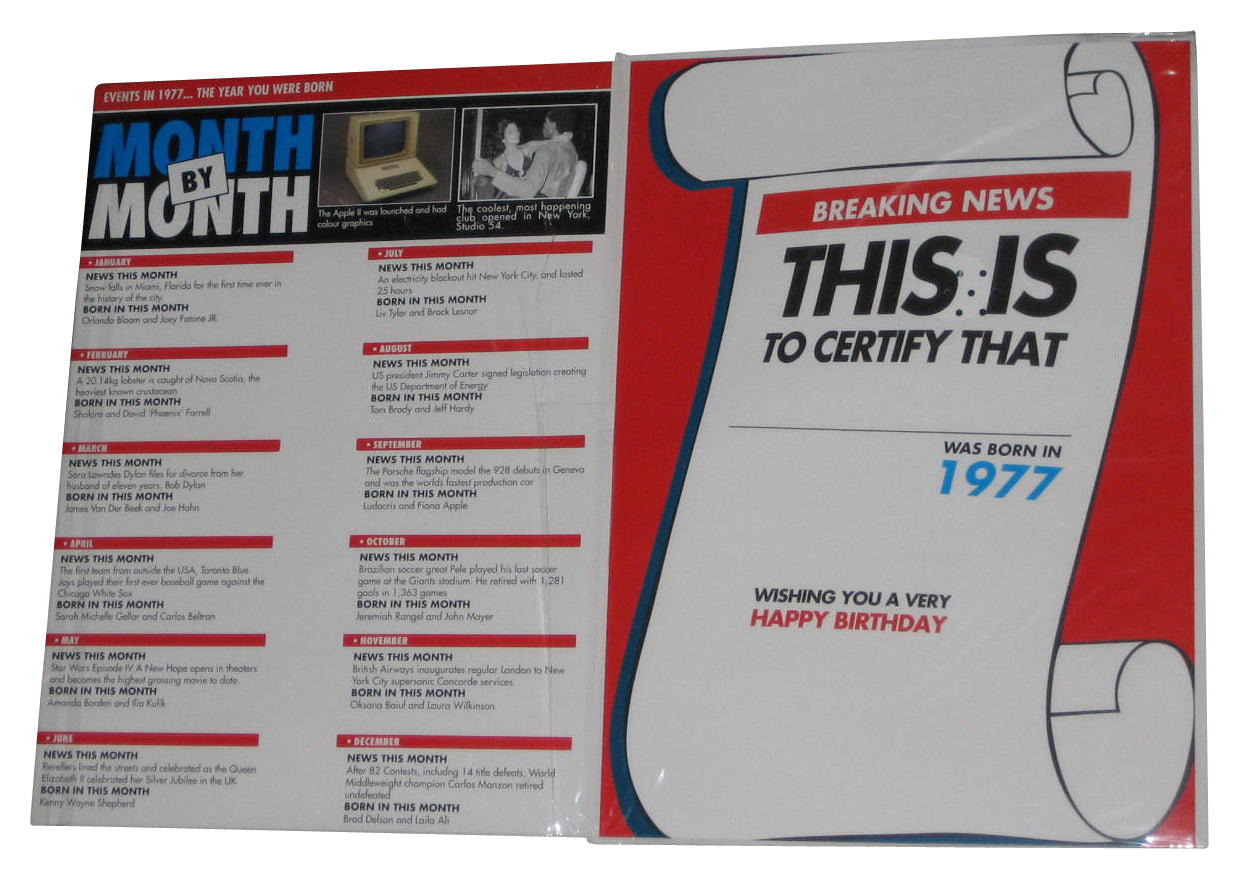 EVENTS IN 1977... THE YEAR YOU WERE BORN
MONTH
BY
MONTH
The Apple II was launched and had
colour graphics
The coolest, most happening
club opened in New York,
Studio 54.
• JANUARY
NEWS THIS MONTH
Snow falls in Miami, Florida for the first time ever in
the history of the city.
BORN IN THIS MONTH
Orlando Bloom and Joey Fatone JR.
• FEBRUARY
NEWS THIS MONTH
A 20.14kg lobster is caught of Nova Scotia, the
heaviest known crustacean
BORN IN THIS MONTH
Shakira and David 'Phoenix' Farrell
• MARCH
NEWS THIS MONTH
Sara Lowndes Dylan files for divorce from her
husband of eleven years, Bob Dylan
BORN IN THIS MONTH
James Van Der Beek and Joe Hahn
• APRIL
NEWS THIS MONTH
The first team from outside the USA, Toronto Blue
Jays played their first ever baseball game against the
Chicago White Sox
BORN IN THIS MONTH
Sarah Michelle Gellar and Carlos Beltran
• MAY
NEWS THIS MONTH
Star Wars Episode IV A New Hope opens in theaters
and becomes the highest grossing movie to date.
BORN IN THIS MONTH
Amanda Borden and Ilia Kulik
• JUNE
NEWS THIS MONTH
Revellers lined the streets and celebrated as the Queen
Elizabeth II celebrated her Silver Jubilee in the UK
BORN IN THIS MONTH
Kenny Wayne Shepherd
• JULY
NEWS THIS MONTH
An electricity blackout hit New York City, and lasted
25 hours
BORN IN THIS MONTH
Liv Tyler and Brock Lesnar
• AUGUST
NEWS THIS MONTH
US president Jimmy Carter signed legislation creating
the US Department of Energy
BORN IN THIS MONTH
Tom Brady and Jeff Hardy
• SEPTEMBER
NEWS THIS MONTH
The Porsche flagship model the 928 debuts in Geneva
and was the worlds fastest production car
BORN IN THIS MONTH
Ludacris and Fiona Apple
• OCTOBER
NEWS THIS MONTH
Brazilian soccer great Pele played his last soccer
game at the Giants stadium. He retired with 1,281
goals in 1,363 games
BORN IN THIS MONTH
Jeremiah Rangel and John Mayer
• NOVEMBER
NEWS THIS MONTH
British Airways inaugurates regular London to New
York City supersonic Concorde services.
BORN IN THIS MONTH
Oksana Baiul and Laura Wilkinson
• DECEMBER
NEWS THIS MONTH
After 82 Contests, includng 14 title defeats, World
Middleweight champion Carlos Monzon retired
undefeated
BORN IN THIS MONTH
Brad Delson and Laila Ali
BREAKING NEWS
THIS IS
TO CERTIFY THAT
WAS BORN IN
1977
WISHING YOU A VERY
HAPPY BIRTHDAY